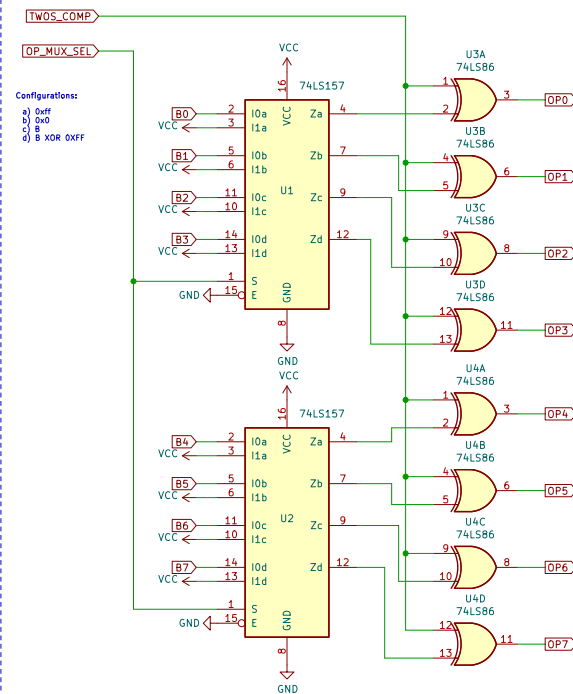 TWOS_COMP
OP_MUX_SEL
Configurations:
a) 0xff
b) 0x0
c) B
d) B XOR 0XFF
VCC
16
74LS157
VCC
B0 2 I0a Za 4
VCC 3 I1a
B1 5 I0b Zb 7
VCC 6 I1b
U1
B2 11 I0c Zc 9
VCC 10 I1c
B3 14 I0d Zd 12
VCC 13 I1d
1 S
GND 15 E
GND
8
GND
VCC
16
74LS157
VCC
B4 2 I0a Za 4
VCC 3 I1a
B5 5 I0b Zb 7
VCC 6 I1b
U2
B6 11 I0c Zc 9
VCC 10 I1c
B7 14 I0d Zd 12
VCC 13 I1d
1 S
GND 15 E
GND
8
GND
U3A
74LS86
1
2
3 OP0
U3B
74LS86
4
5
6 OP1
U3C
74LS86
9
10
8 OP2
U3D
74LS86
12
13
11 OP3
U4A
74LS86
1
2
3 OP4
U4B
74LS86
4
5
6 OP5
U4C
74LS86
9
10
8 OP6
U4D
74LS86
12
13
11 OP7